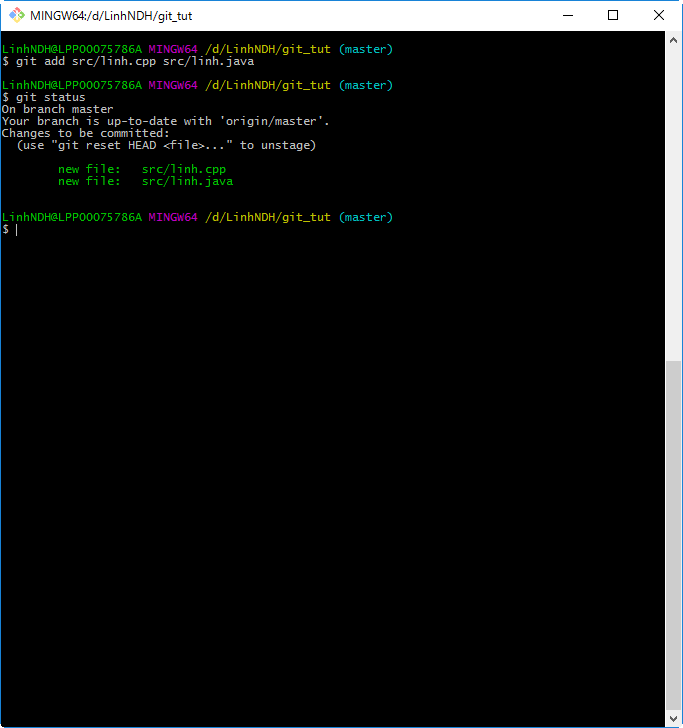 MINGW64:/d/LinhNDH/git_tut
LinhNDH@LPP00075786A MINGW64 /d/LinhNDH/git_tut (master)
$ git add src/linh.cpp src/linh.java
LinhNDH@LPP00075786A MINGW64 /d/LinhNDH/git_tut (master)
$ git status
On branch master
Your branch is up-to-date with 'origin/master'.
Changes to be committed:
  (use "git reset HEAD <file>..." to unstage)
        new file:   src/linh.cpp
        new file:   src/linh.java
LinhNDH@LPP00075786A MINGW64 /d/LinhNDH/git_tut (master)
$